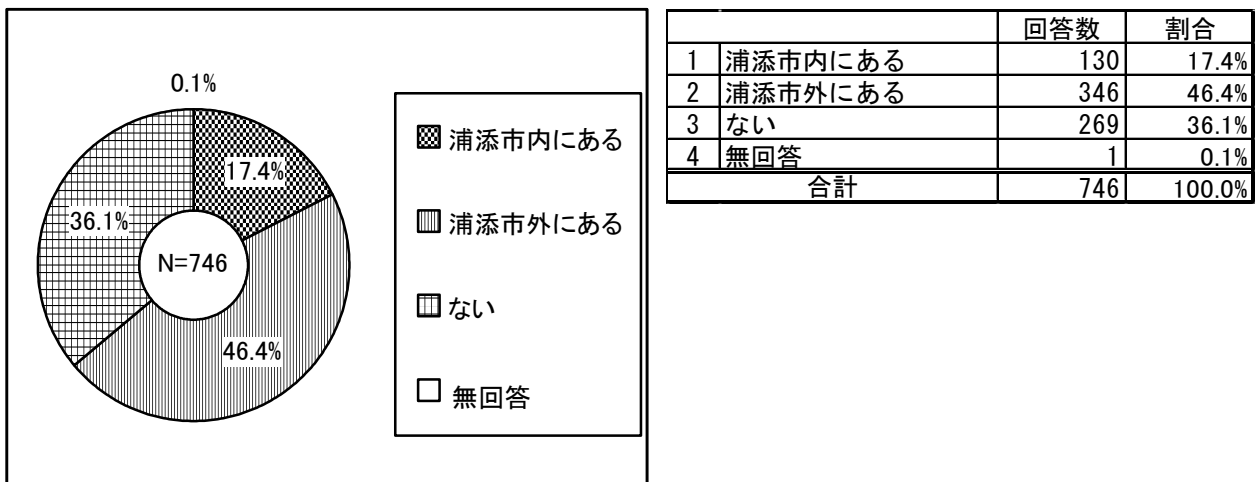 0.1%
17.4%
36.1%
N=746
46.4%
浦添市内にある
浦添市外にある
ない
無回答
回答数 割合
1 浦添市内にある 130 17.4%
2 浦添市外にある 346 46.4%
3 ない 269 36.1%
4 無回答 1 0.1%
合計 746 100.0%